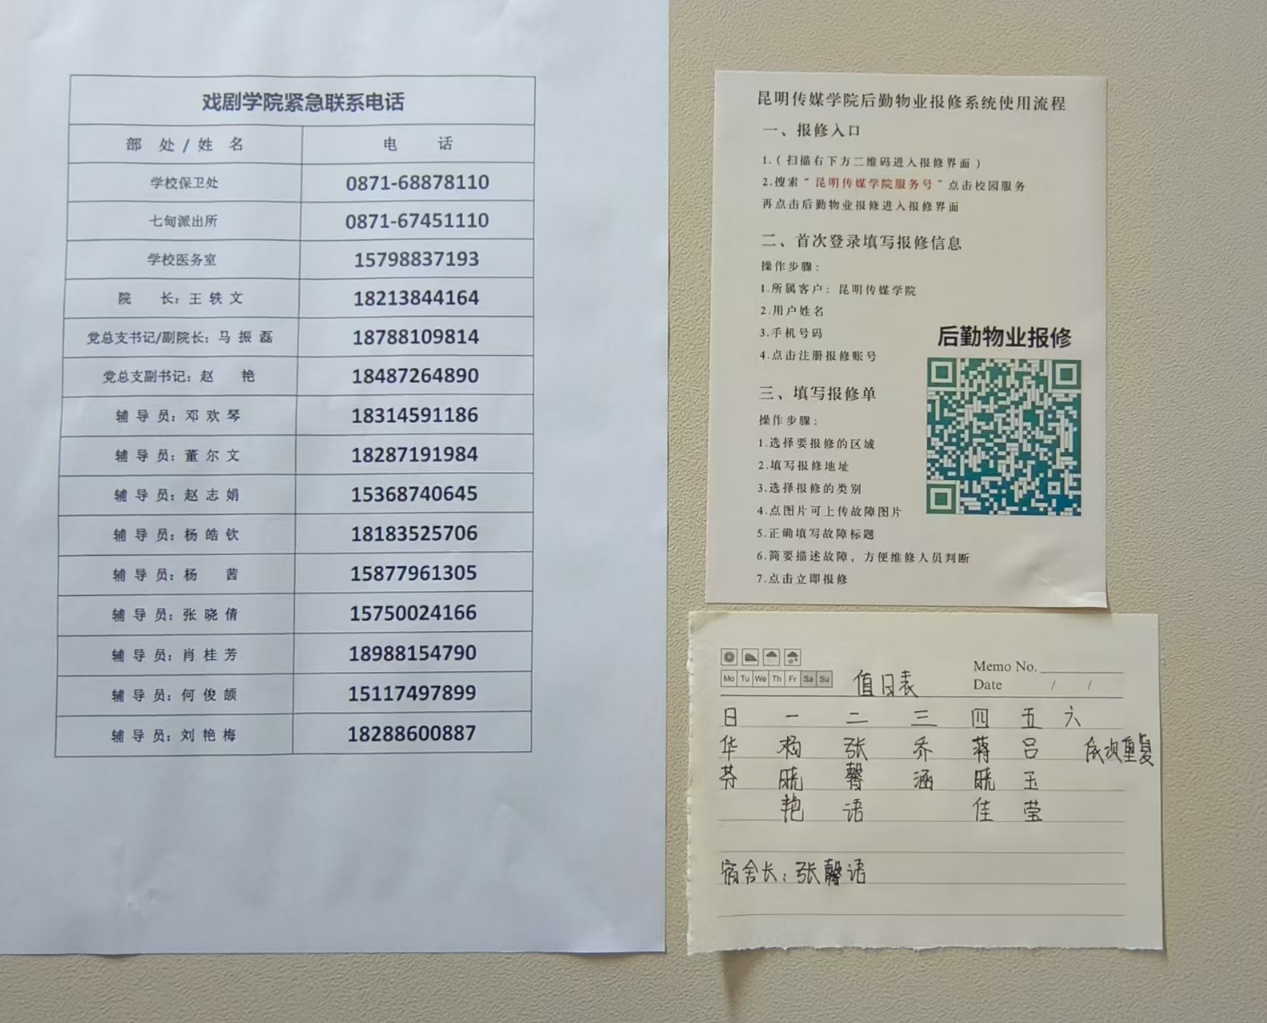 戏剧学院紧急联系电话
部 处 / 姓 名 电 话
学校保卫处 0871-68878110
七甸派出所 0871-67451110
学校医务室 15798837193
院 长：王 轶 文 18213844164
党总支书记/副院长：马 振 磊 18788109814
党总支副书记：赵 艳 18487264890
辅 导 员：邓 欢 琴 18314591186
辅 导 员：董 尔 文 18287191984
辅 导 员：赵 志 娟 15368740645
辅 导 员：杨 皓 钦 18183525706
辅 导 员：杨 茜 15877961305
辅 导 员：张 晓 倩 15750024166
辅 导 员：肖 桂 芳 18988154790
辅 导 员：何 俊 颉 15117497899
辅 导 员：刘 艳 梅 18288600887
昆明传媒学院后勤物业报修系统使用流程
一、报修入口
1.（扫描右下方二维码进入报修界面）
2.搜索“昆明传媒学院服务号”点击校园服务
再点击后勤物业报修进入报修界面
二、首次登录填写报修信息
操作步骤：
1.所属客户：昆明传媒学院
2.用户姓名
3.手机号码
4.点击注册报修账号
后勤物业报修
三、填写报修单
操作步骤：
1.选择要报修的区域
2.填写报修地址
3.选择报修的类别
4.点图片可上传故障图片
5.正确填写故障标题
6.简要描述故障，方便维修人员判断
7.点击立即报修
Mo Tu We Th Fr Sa Su
值日表
Memo No.
Date / /
日 一 二 三 四 五 六
华 杨 张 乔 蒋 吕 依次重复
芬 晓 馨 涵 晓 玉
艳 语 佳 莹
宿舍长：张馨语